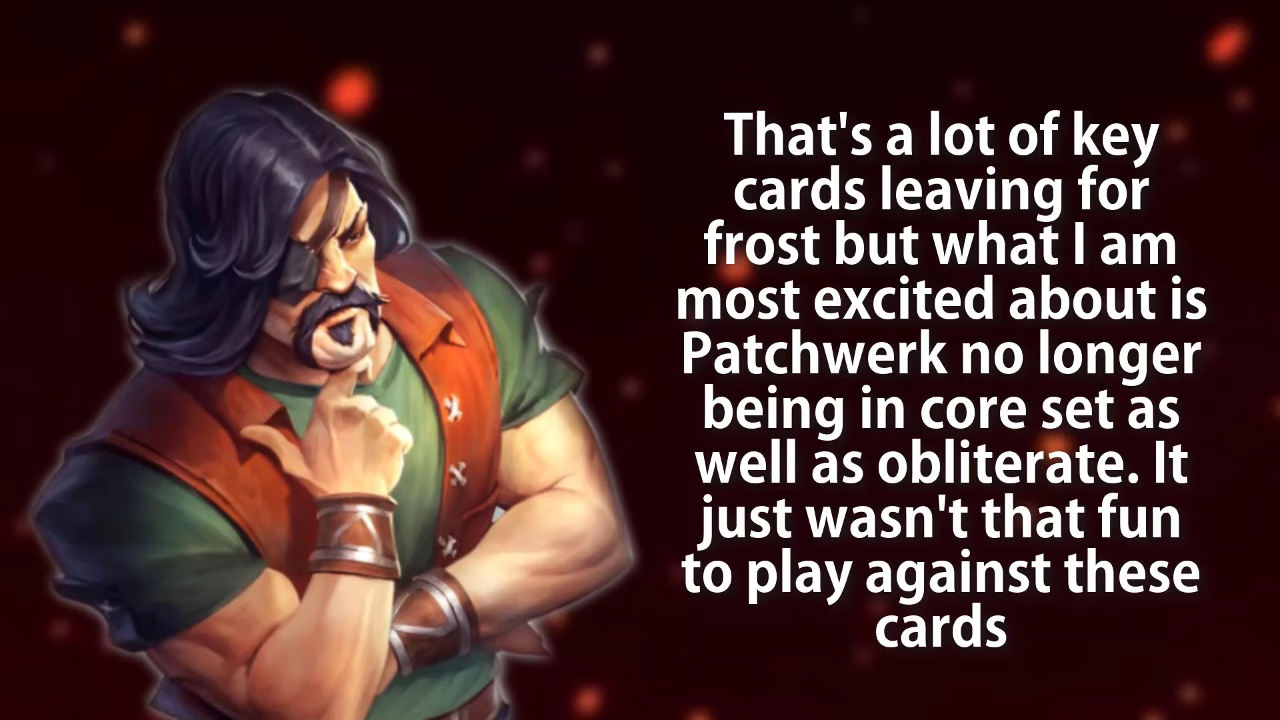 That's a lot of key
cards leaving for
frost but what I am
most excited about is
Patchwerk no longer
being in core set as
well as obliterate. It
just wasn't that fun
to play against these
cards